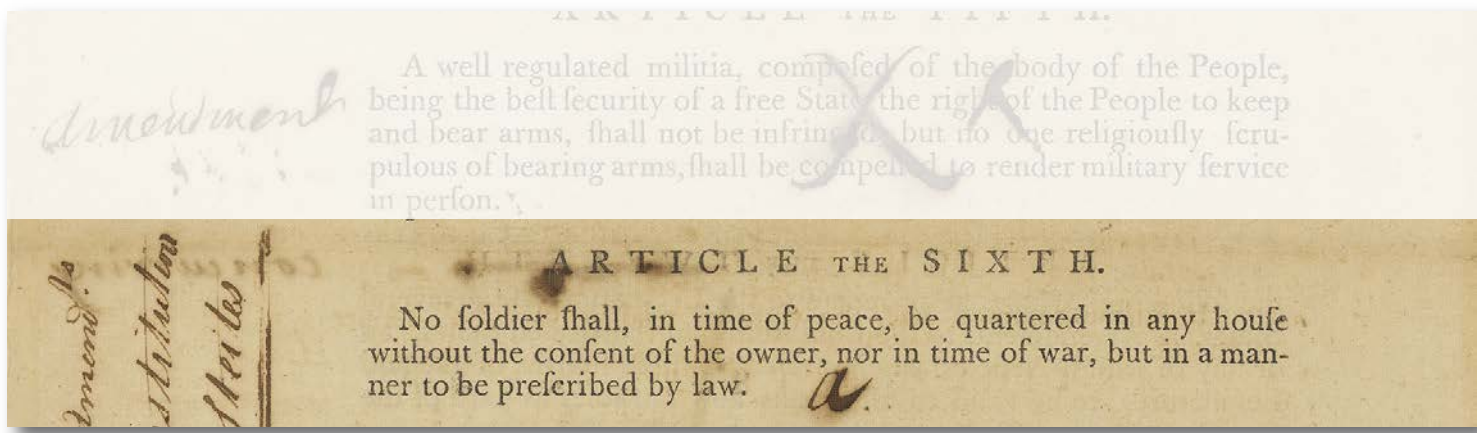 ARTICLE THE FIFTH.
A well regulated militia, compoſed of the body of the People,
being the beſt ſecurity of a free State, the right of the People to keep
and bear arms, ſhall not be infringed, but no one religiouſly ſcru-
pulous of bearing arms, ſhall be compelled to render military ſervice
in perſon.
amendment
ARTICLE THE SIXTH.
No ſoldier ſhall, in time of peace, be quartered in any houſe
without the conſent of the owner, nor in time of war, but in a man-
ner to be preſcribed by law.
a.